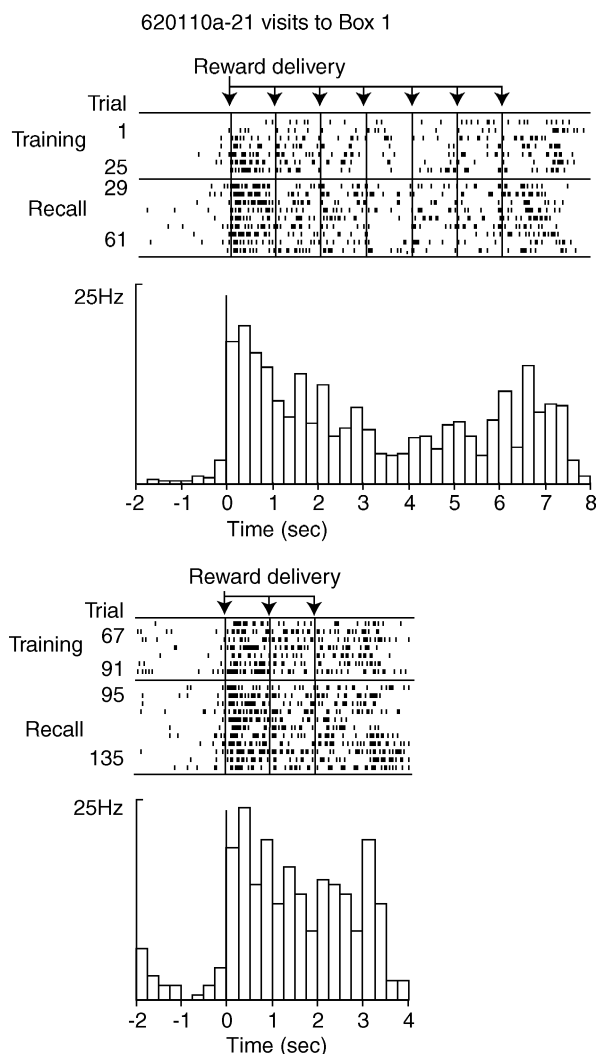 620110a-21 visits to Box 1
Reward delivery
Trial
Training
1
25
29
Recall
61
25Hz
-2 -1 0 1 2 3 4 5 6 7 8
Time (sec)
Reward delivery
Trial
67
Training
91
95
Recall
135
25Hz
-2 -1 0 1 2 3 4
Time (sec)